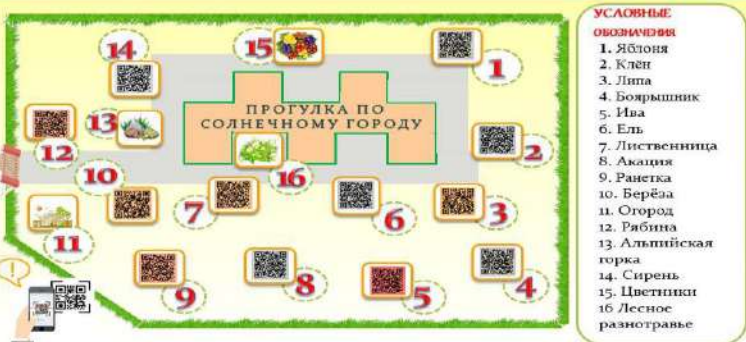 14
15
1
ПРОГУЛКА ПО
СОЛНЕЧНОМУ ГОРОДУ
13
12
2
16
10
7
6
3
11
9
8
5
4
!
УСЛОВНЫЕ
ОБОЗНАЧЕНИЯ
1. Яблоня
2. Клён
3. Липа
4. Боярышник
5. Ива
6. Ель
7. Лиственница
8. Акация
9. Ранетка
10. Берёза
11. Огород
12. Рябина
13. Альпийская
горка
14. Сирень
15. Цветники
16 Лесное
разнотравье